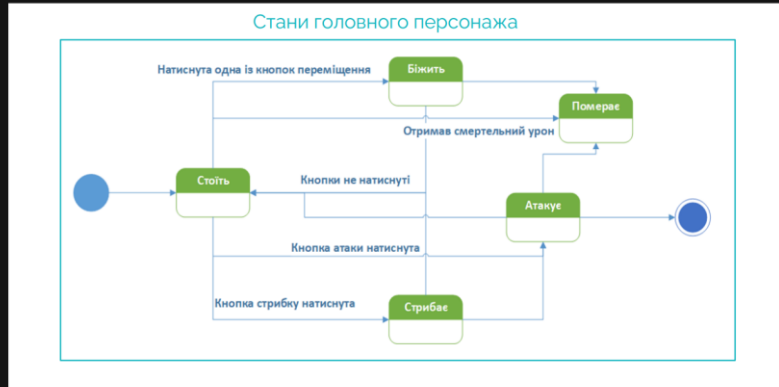 Стани головного персонажа
Натиснута одна із кнопок переміщення
Біжить
Померає
Отримав смертельний урон
Стоїть
Кнопки не натиснуті
Атакує
Кнопка атаки натиснута
Кнопка стрибку натиснута
Стрибає